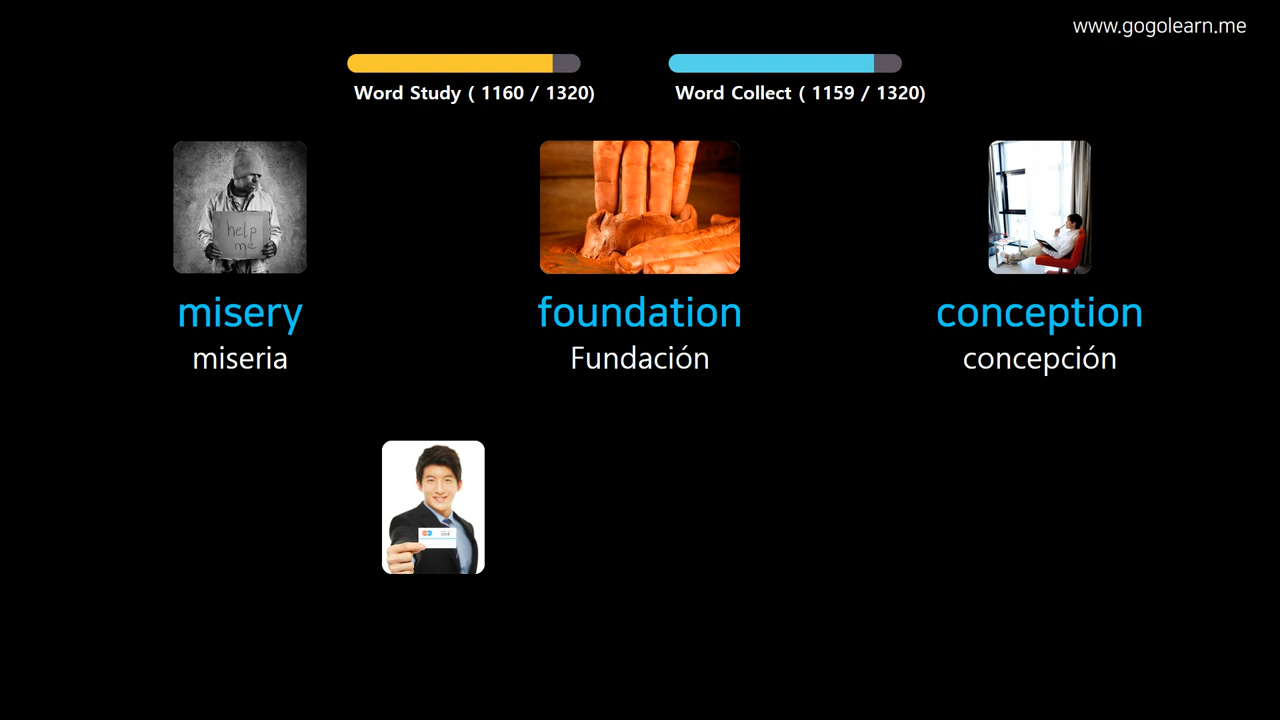 www.gogolearn.me
Word Study ( 1160 / 1320)
Word Collect ( 1159 / 1320)
help
me
misery
foundation
conception
miseria
Fundación
concepción